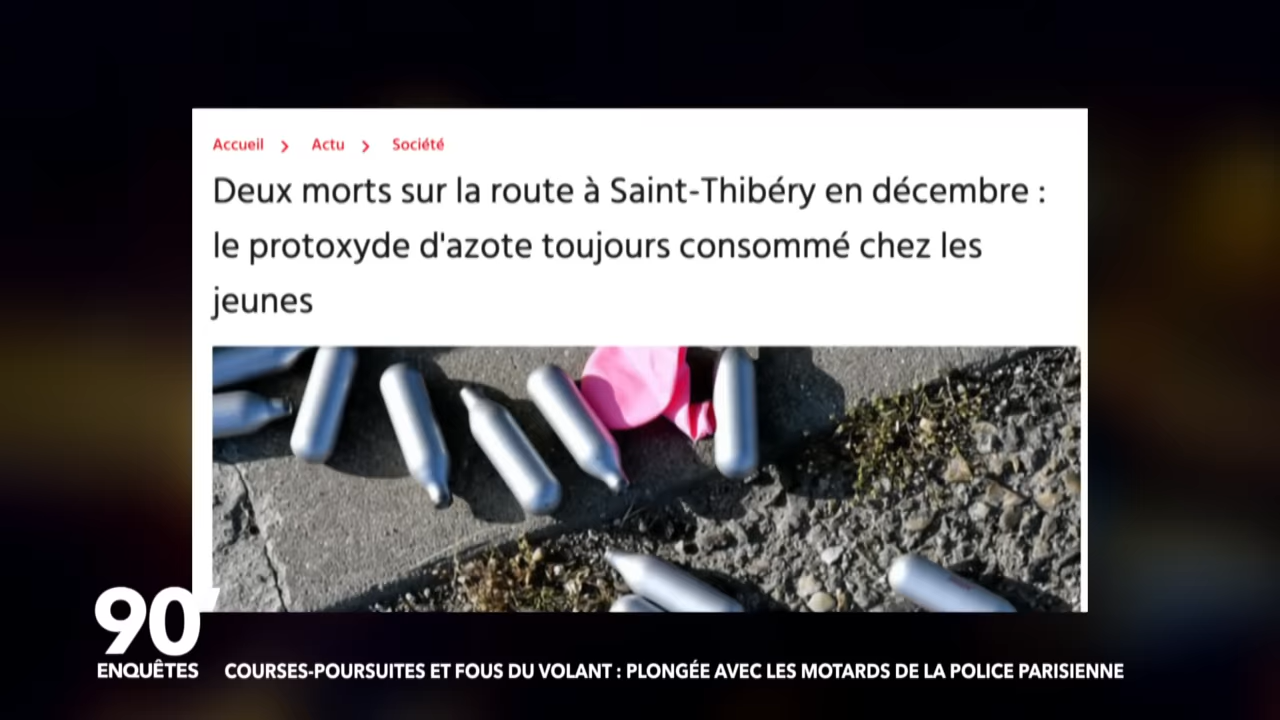 Accueil > Actu > Société
Deux morts sur la route à Saint-Thibéry en décembre :
le protoxyde d'azote toujours consommé chez les
jeunes
90'
ENQUÊTES
COURSES-POURSUITES ET FOUS DU VOLANT : PLONGÉE AVEC LES MOTARDS DE LA POLICE PARISIENNE